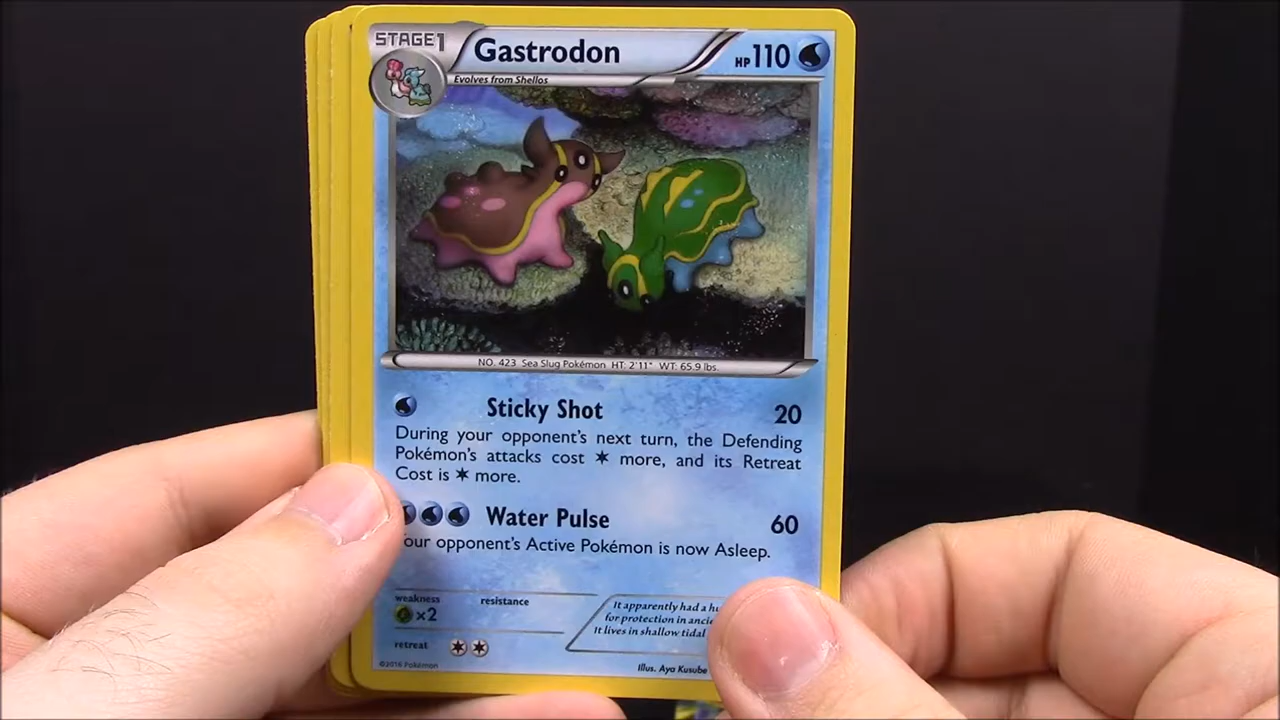 STAGE1
Gastrodon
HP110
Evolves from Shellos
NO. 423 Sea Slug Pokémon HT: 2'11" WT: 65.9 lbs.
Sticky Shot 20
During your opponent's next turn, the Defending
Pokémon's attacks cost ✶ more, and its Retreat
Cost is ✶ more.
Water Pulse 60
our opponent's Active Pokémon is now Asleep.
weakness resistance
×2
retreat
It apparently had a
for protection in
It lives in shallow tidal
©2016 Pokémon
Illus. Aya Kusube